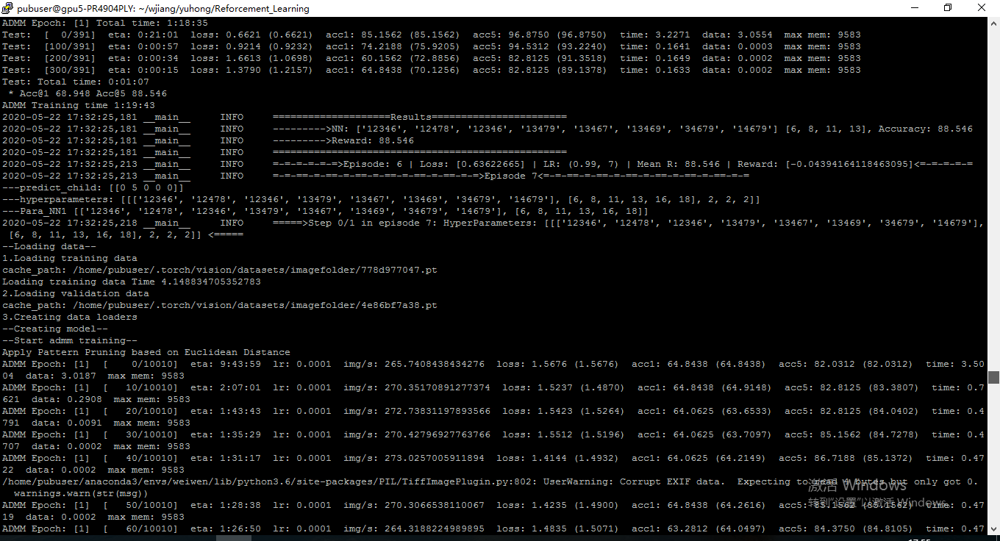 pubuser@gpu5-PR4904PLY: ~/wjiang/yuhong/Reforcement_Learning
ADMM Epoch: [1] Total time: 1:18:35
Test:  [  0/391]  eta: 0:21:01  loss: 0.6621 (0.6621)  acc1: 85.1562 (85.1562)  acc5: 96.8750 (96.8750)  time: 3.2271  data: 3.0554  max mem: 9583
Test:  [100/391]  eta: 0:00:57  loss: 0.9214 (0.9232)  acc1: 74.2188 (75.9205)  acc5: 94.5312 (93.2240)  time: 0.1641  data: 0.0003  max mem: 9583
Test:  [200/391]  eta: 0:00:34  loss: 1.6613 (1.0698)  acc1: 60.1562 (72.8856)  acc5: 82.8125 (91.3518)  time: 0.1649  data: 0.0002  max mem: 9583
Test:  [300/391]  eta: 0:00:15  loss: 1.3790 (1.2157)  acc1: 64.8438 (70.1256)  acc5: 82.8125 (89.1378)  time: 0.1633  data: 0.0002  max mem: 9583
Test: Total time: 0:01:07
 * Acc@1 68.948 Acc@5 88.546
ADMM Training time 1:19:43
2020-05-22 17:32:25,181 __main__     INFO     ====================Results=======================
2020-05-22 17:32:25,181 __main__     INFO     --------->NN: ['12346', '12478', '12346', '13479', '13467', '13469', '34679', '14679'] [6, 8, 11, 13], Accuracy: 88.546
2020-05-22 17:32:25,181 __main__     INFO     --------->Reward: 88.546
2020-05-22 17:32:25,181 __main__     INFO     ==================================================
2020-05-22 17:32:25,213 __main__     INFO     =-=-=-=-=-=>Episode: 6 | Loss: [0.63622665] | LR: (0.99, 7) | Mean R: 88.546 | Reward: [-0.04394164118463095]<=-=-=-=-=
2020-05-22 17:32:25,213 __main__     INFO     =-=-==-=-==-=-=-==-=-==-=-==-=-==-=>Episode 7<=-=-==-=-==-=-==-=-==-=-==-=-==-=-=
---predict_child: [[0 5 0 0 0]]
---hyperparameters: [[['12346', '12478', '12346', '13479', '13467', '13469', '34679', '14679'], [6, 8, 11, 13, 16, 18], 2, 2, 2]]
---Para_NN1 [['12346', '12478', '12346', '13479', '13467', '13469', '34679', '14679'], [6, 8, 11, 13, 16, 18]]
2020-05-22 17:32:25,218 __main__     INFO     =====>Step 0/1 in episode 7: HyperParameters: [[['12346', '12478', '12346', '13479', '13467', '13469', '34679', '14679'],
 [6, 8, 11, 13, 16, 18], 2, 2, 2]] <=====
--Loading data--
1.Loading training data
cache_path: /home/pubuser/.torch/vision/datasets/imagefolder/778d977047.pt
Loading training data Time 4.148834705352783
2.Loading validation data
cache_path: /home/pubuser/.torch/vision/datasets/imagefolder/4e86bf7a38.pt
3.Creating data loaders
--Creating model--
--Start admm training--
Apply Pattern Pruning based on Euclidean Distance
ADMM Epoch: [1]  [    0/10010]  eta: 9:43:59  lr: 0.0001  img/s: 265.7408438434276  loss: 1.5676 (1.5676)  acc1: 64.8438 (64.8438)  acc5: 82.0312 (82.0312)  time: 3.50
04  data: 3.0187  max mem: 9583
ADMM Epoch: [1]  [   10/10010]  eta: 2:07:01  lr: 0.0001  img/s: 270.35170891277374  loss: 1.5237 (1.4870)  acc1: 64.8438 (64.9148)  acc5: 82.8125 (83.3807)  time: 0.7
621  data: 0.2908  max mem: 9583
ADMM Epoch: [1]  [   20/10010]  eta: 1:43:43  lr: 0.0001  img/s: 272.73831197893566  loss: 1.5423 (1.5264)  acc1: 64.0625 (63.6533)  acc5: 82.8125 (84.0402)  time: 0.4
791  data: 0.0091  max mem: 9583
ADMM Epoch: [1]  [   30/10010]  eta: 1:35:29  lr: 0.0001  img/s: 270.42796927763766  loss: 1.5512 (1.5196)  acc1: 64.0625 (63.7097)  acc5: 85.1562 (84.7278)  time: 0.4
707  data: 0.0002  max mem: 9583
ADMM Epoch: [1]  [   40/10010]  eta: 1:31:17  lr: 0.0001  img/s: 273.0257005911894  loss: 1.4144 (1.4932)  acc1: 64.0625 (64.2149)  acc5: 86.7188 (85.1372)  time: 0.47
22  data: 0.0002  max mem: 9583
/home/pubuser/anaconda3/envs/weiwen/lib/python3.6/site-packages/PIL/TiffImagePlugin.py:802: UserWarning: Corrupt EXIF data.  Expecting to read 4 bytes but only got 0.
  warnings.warn(str(msg))
激活 Windows
转到"设置"以激活 Windows。
ADMM Epoch: [1]  [   50/10010]  eta: 1:28:38  lr: 0.0001  img/s: 270.3066538110067  loss: 1.4235 (1.4900)  acc1: 64.8438 (64.2616)  acc5: 85.1562 (85.1562)  time: 0.47
19  data: 0.0002  max mem: 9583
ADMM Epoch: [1]  [   60/10010]  eta: 1:26:50  lr: 0.0001  img/s: 264.3188224989895  loss: 1.4835 (1.5071)  acc1: 63.2812 (64.0497)  acc5: 84.3750 (84.8105)  time: 0.47